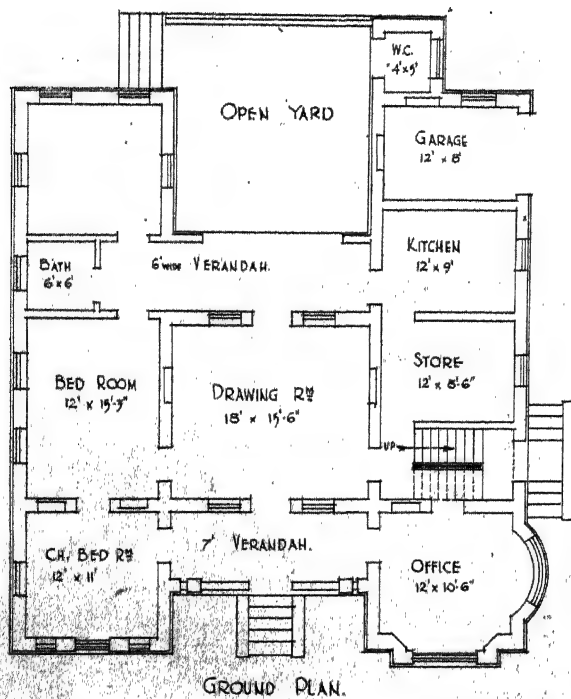 W.C.
4'x5'
OPEN YARD
GARAGE
12' x 8'
BATH
6'x6'
6' WIDE VERANDAH.
KITCHEN
12' x 9'
BED ROOM
12' x 15'-3"
DRAWING RM
18' x 15'-6"
STORE
12' x 8'-6"
UP
CH. BED RM
12' x 11'
7' VERANDAH.
OFFICE
12' x 10'-6"
GROUND PLAN.